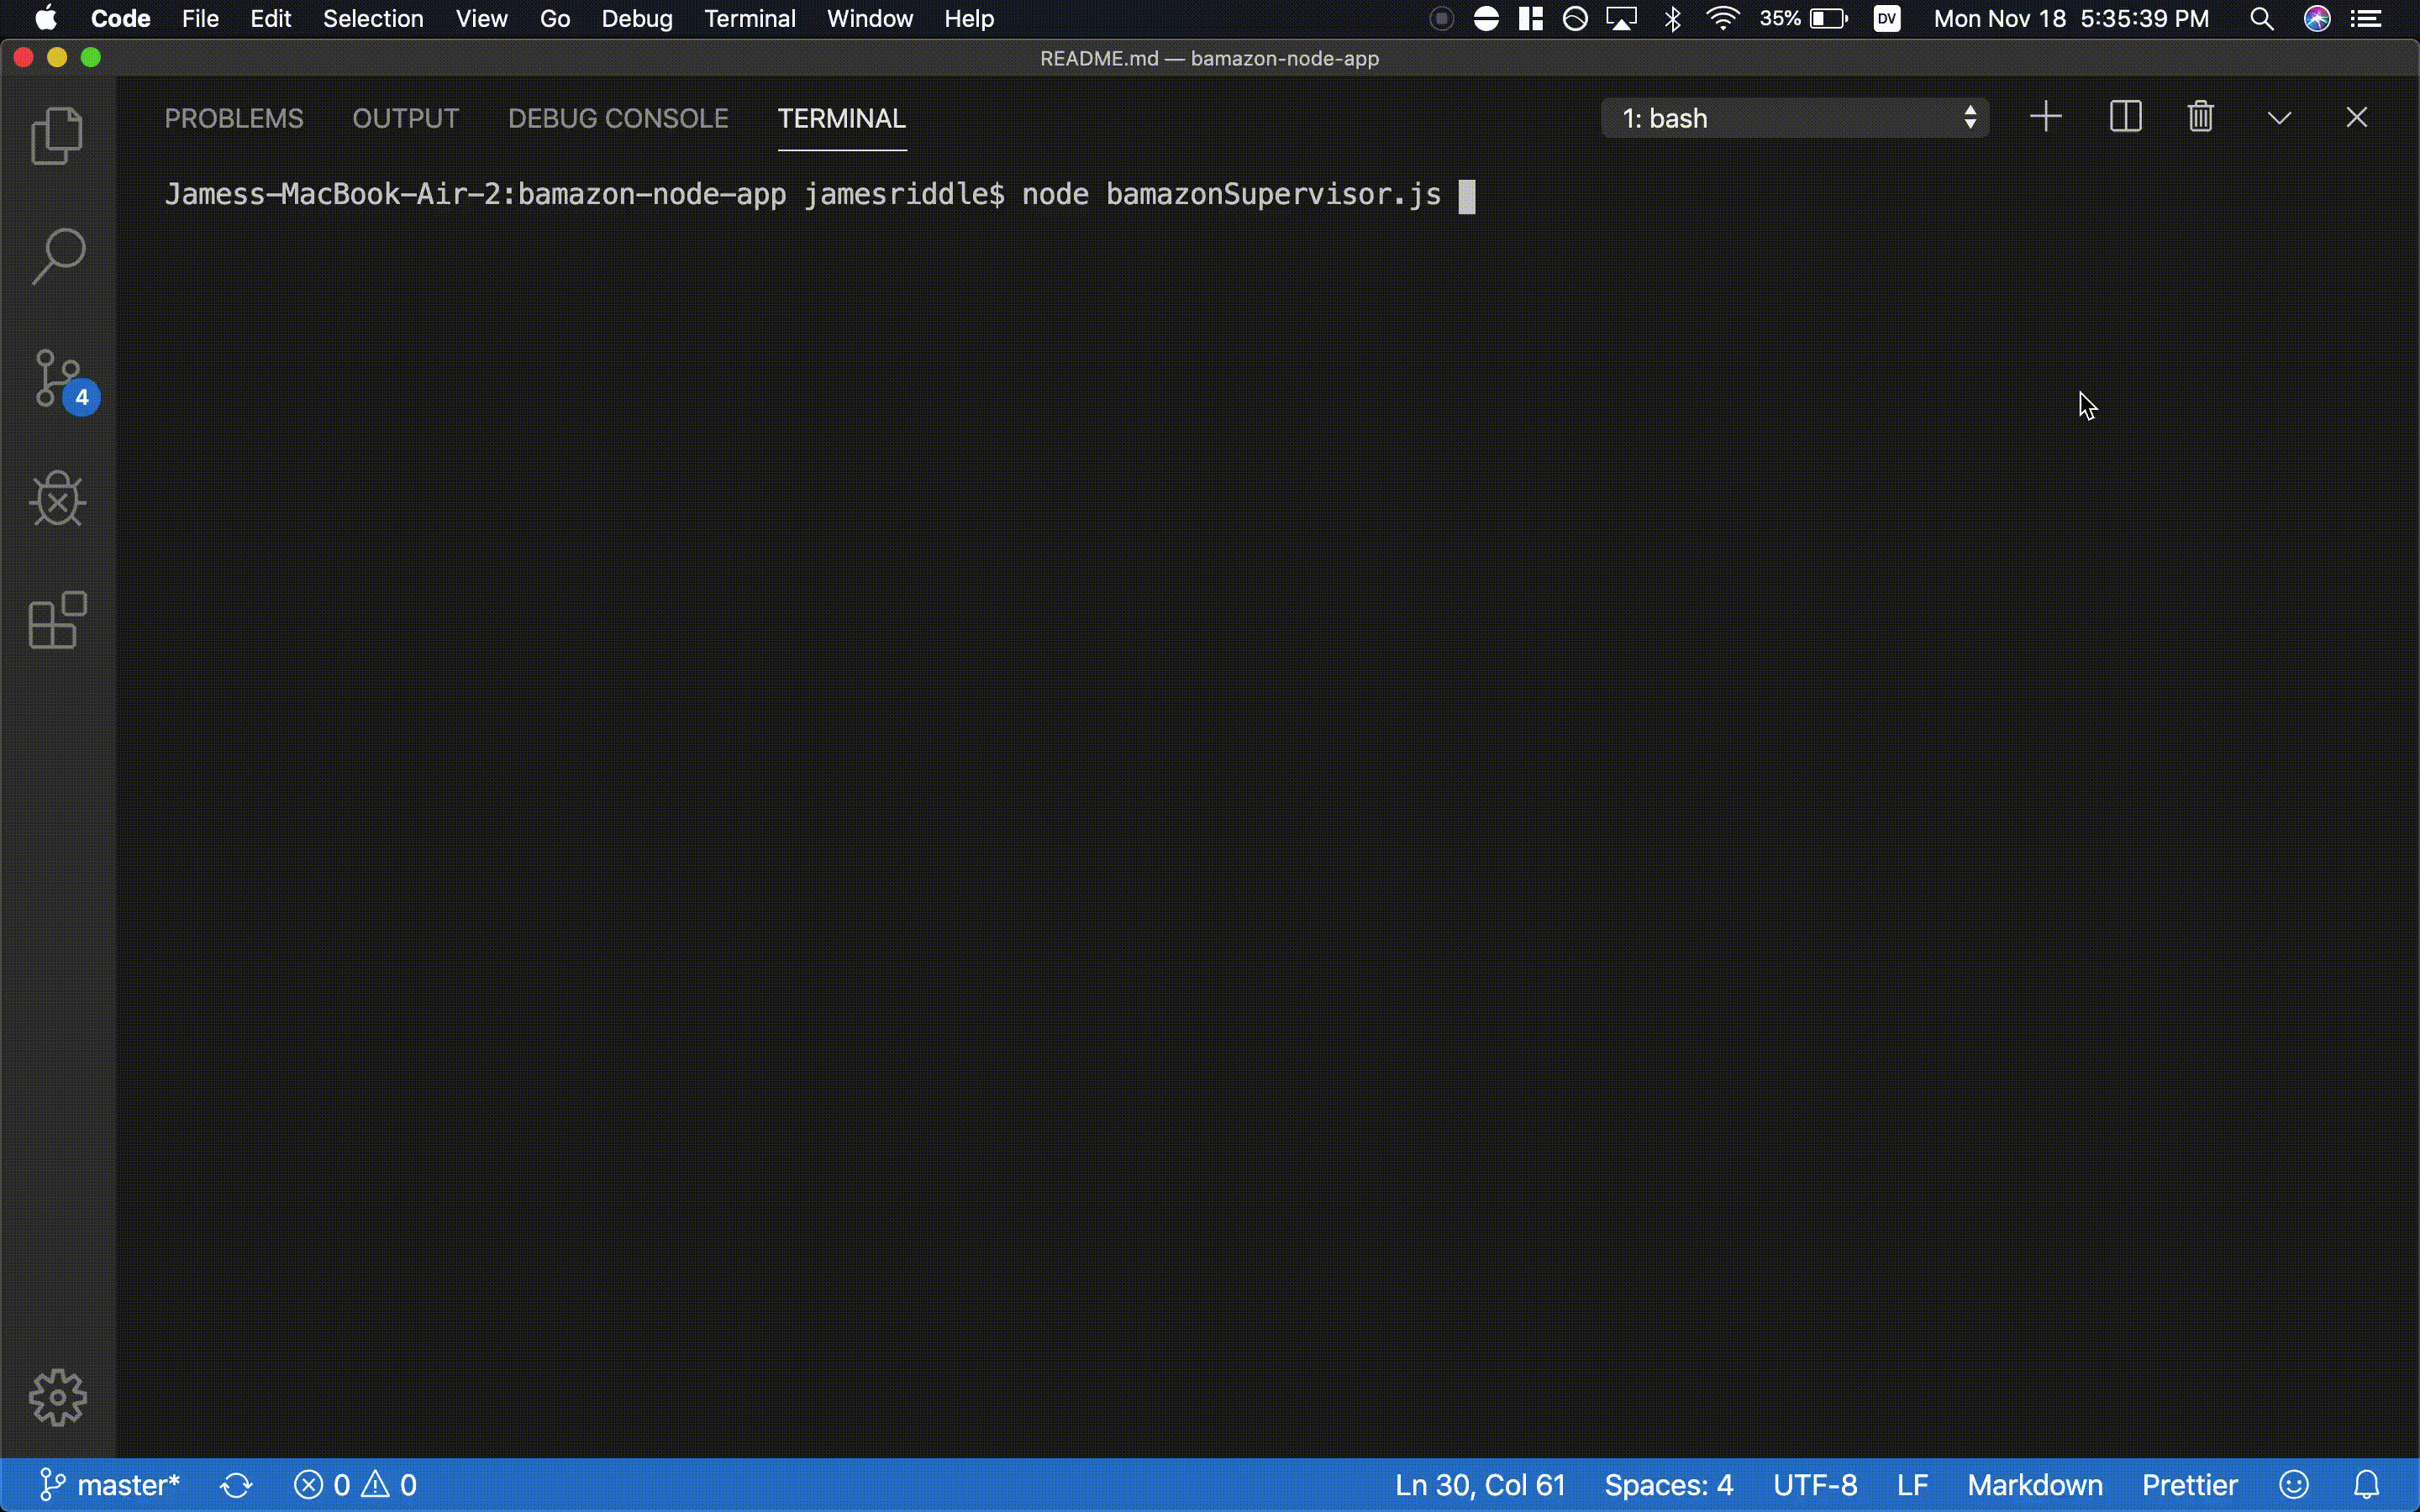 Code File Edit Selection View Go Debug Terminal Window Help 35% DV Mon Nov 18 5:35:39 PM
README.md — bamazon-node-app
PROBLEMS OUTPUT DEBUG CONSOLE TERMINAL 1: bash
Jamess-MacBook-Air-2:bamazon-node-app jamesriddle$ node bamazonSupervisor.js
4
master* 0 0 Ln 30, Col 61 Spaces: 4 UTF-8 LF Markdown Prettier